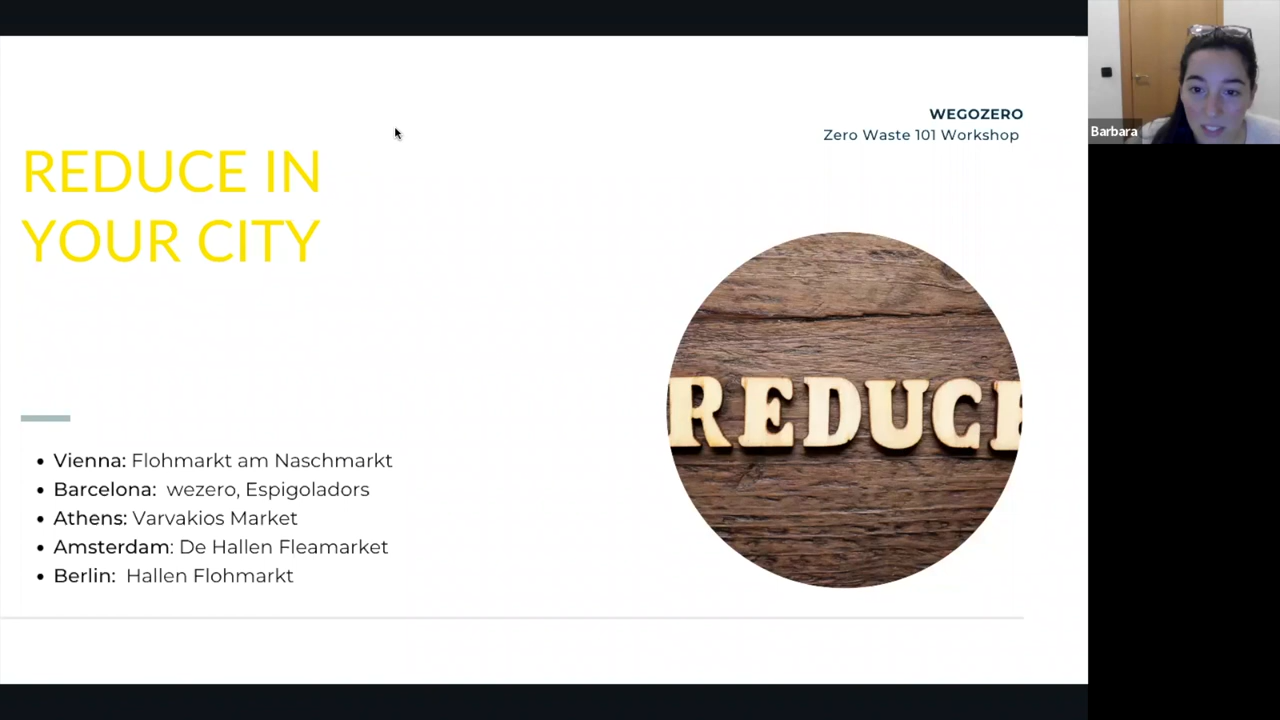 WEGOZERO
Zero Waste 101 Workshop
REDUCE IN
YOUR CITY
REDUCE
• Vienna: Flohmarkt am Naschmarkt
• Barcelona: wezero, Espigoladors
• Athens: Varvakios Market
• Amsterdam: De Hallen Fleamarket
• Berlin: Hallen Flohmarkt
Barbara